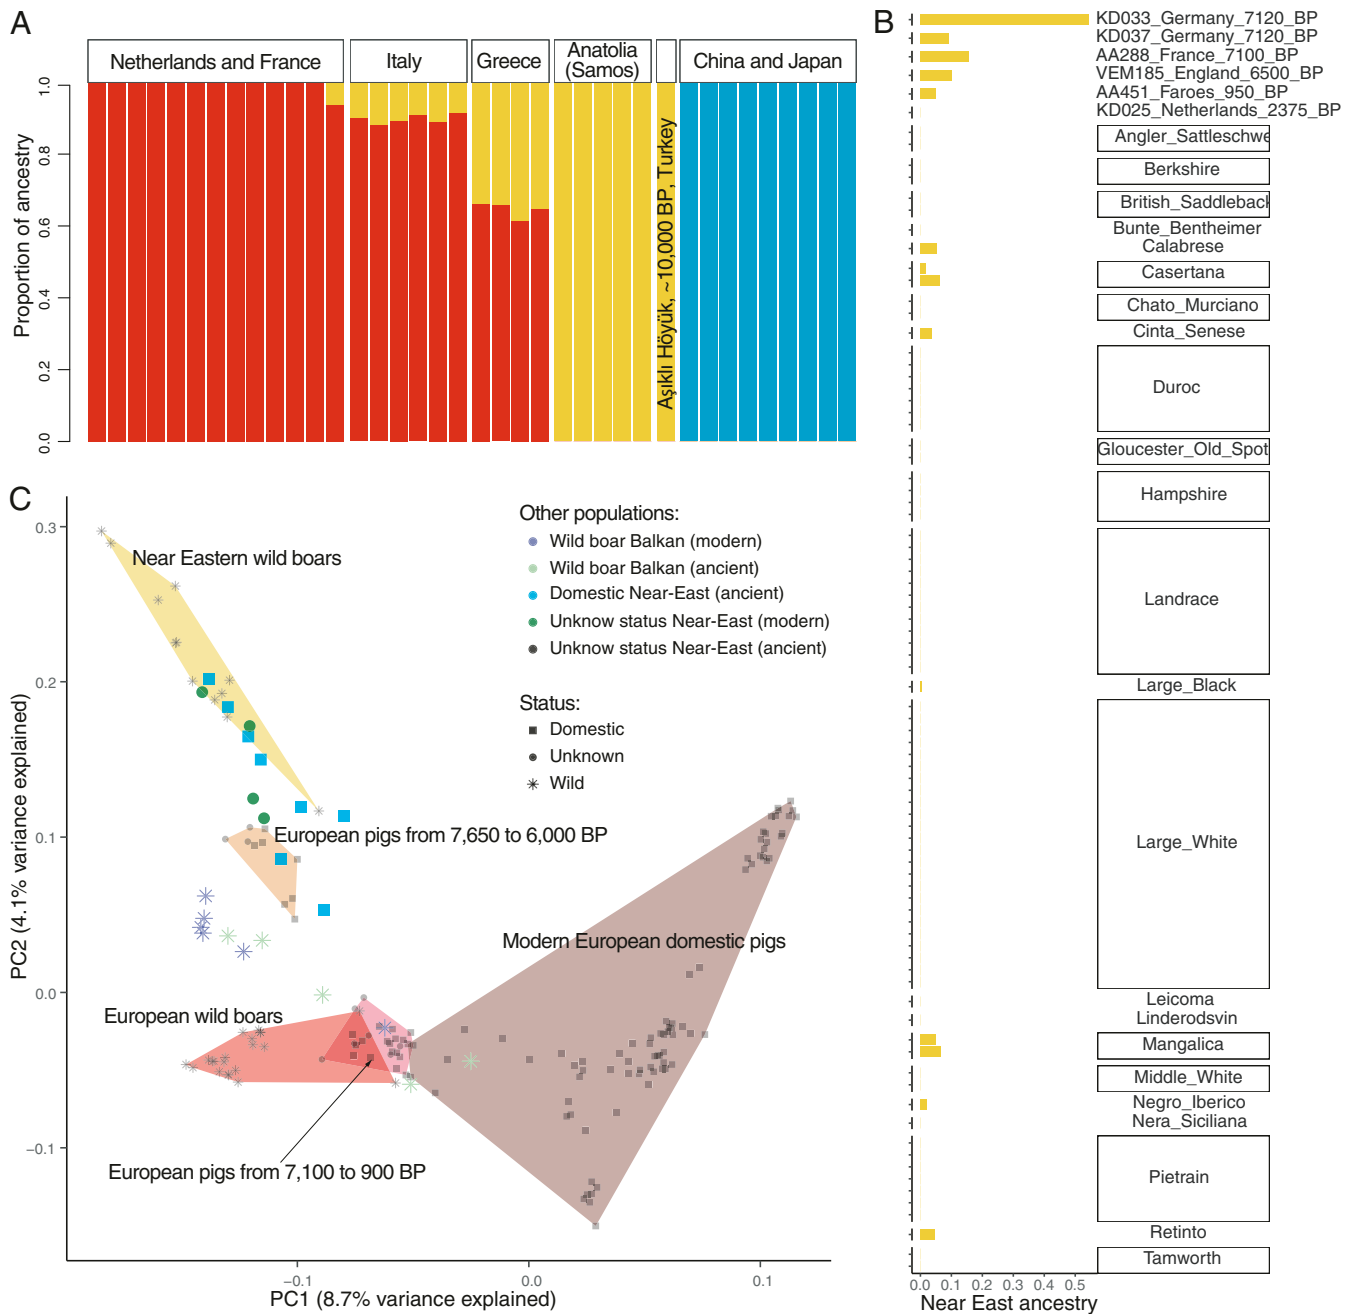 A
Netherlands and France
Italy
Greece
Anatolia
(Samos)
China and Japan
Proportion of ancestry
1.0
0.8
0.6
0.4
0.2
0.0
Aşıklı Höyük, ~10,000 BP, Turkey
B
KD033_Germany_7120_BP
KD037_Germany_7120_BP
AA288_France_7100_BP
VEM185_England_6500_BP
AA451_Faroes_950_BP
KD025_Netherlands_2375_BP
Angler_Sattleschwe
Berkshire
British_Saddleback
Bunte_Bentheimer
Calabrese
Casertana
Chato_Murciano
Cinta_Senese
Duroc
Gloucester_Old_Spot
Hampshire
Landrace
Large_Black
Large_White
Leicoma
Linderodsvin
Mangalica
Middle_White
Negro_Iberico
Nera_Siciliana
Pietrain
Retinto
Tamworth
0.0 0.1 0.2 0.3 0.4 0.5
Near East ancestry
C
PC2 (4.1% variance explained)
0.3
0.2
0.1
0.0
−0.1
Near Eastern wild boars
Other populations:
Wild boar Balkan (modern)
Wild boar Balkan (ancient)
Domestic Near-East (ancient)
Unknow status Near-East (modern)
Unknow status Near-East (ancient)
Status:
Domestic
Unknown
Wild
European pigs from 7,650 to 6,000 BP
Modern European domestic pigs
European wild boars
European pigs from 7,100 to 900 BP
−0.1 0.0 0.1
PC1 (8.7% variance explained)